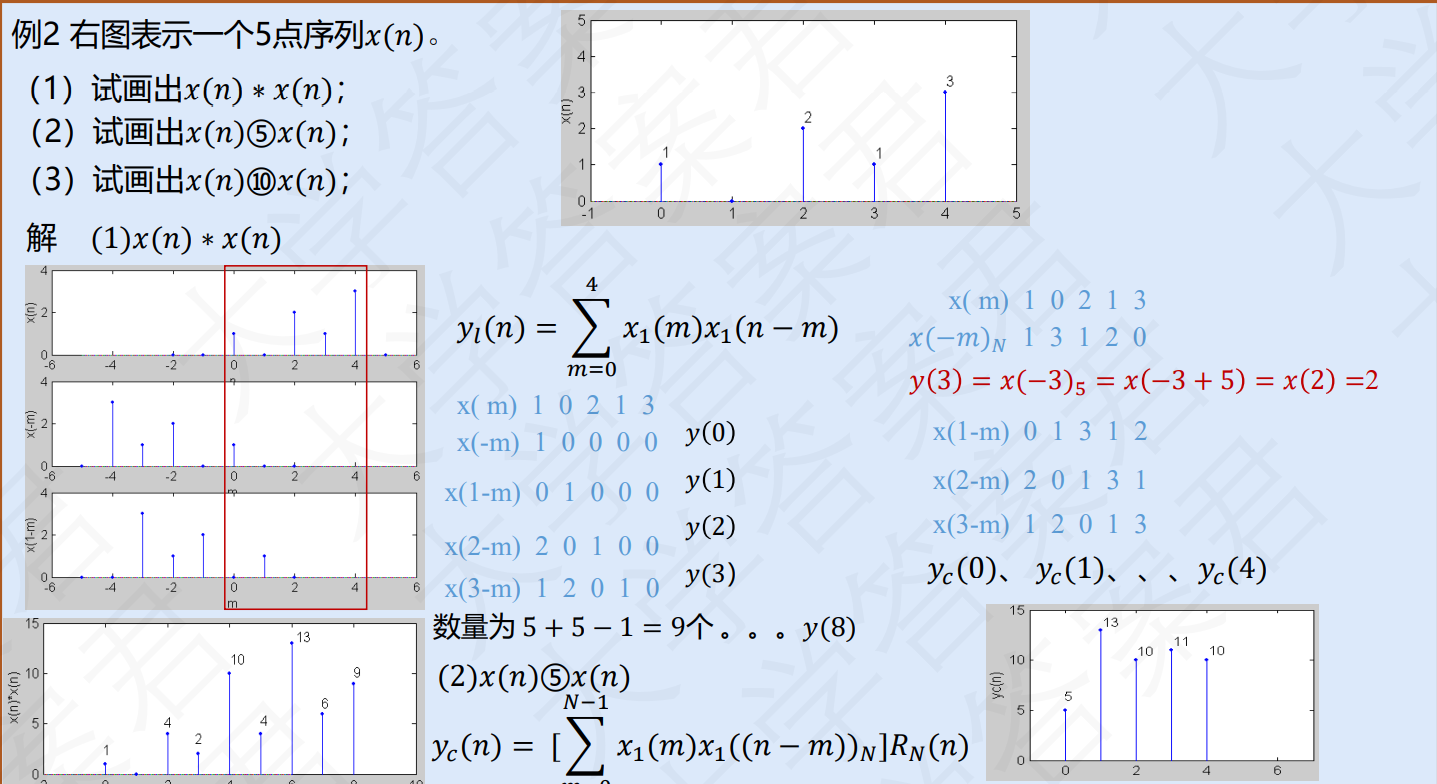 例2 右图表示一个5点序列x(n)。
（1）试画出x(n) ∗ x(n)；
（2）试画出x(n)⑤x(n)；
（3）试画出x(n)⑩x(n)；
x(n)
5
4
3
2
1
0
1
2
1
3
-1 0 1 2 3 4 5
解 (1)x(n) ∗ x(n)
x(n)
4
2
0
-6 -4 -2 0 2 4 6
n
x(-m)
4
2
0
-6 -4 -2 0 2 4 6
m
x(1-m)
4
2
0
-6 -4 -2 0 2 4 6
m
y_l(n) = ∑_{m=0}^{4} x_1(m)x_1(n − m)
x( m) 1 0 2 1 3
x(-m) 1 0 0 0 0 y(0)
x(1-m) 0 1 0 0 0 y(1)
x(2-m) 2 0 1 0 0 y(2)
x(3-m) 1 2 0 1 0 y(3)
数量为 5 + 5 − 1 = 9个 。。。y(8)
x( m) 1 0 2 1 3
x(−m)_N 1 3 1 2 0
y(3) = x(−3)_5 = x(−3 + 5) = x(2) =2
x(1-m) 0 1 3 1 2
x(2-m) 2 0 1 3 1
x(3-m) 1 2 0 1 3
y_c(0)、 y_c(1)、、、y_c(4)
x(n)*x(n)
15
10
5
0
1
4
2
10
4
13
6
9
(2)x(n)⑤x(n)
y_c(n) = [∑^{N−1} x_1(m)x_1((n − m))_N]R_N(n)
yc(n)
15
10
5
0
5
13
10
11
10
0 2 4 6
大学答案君